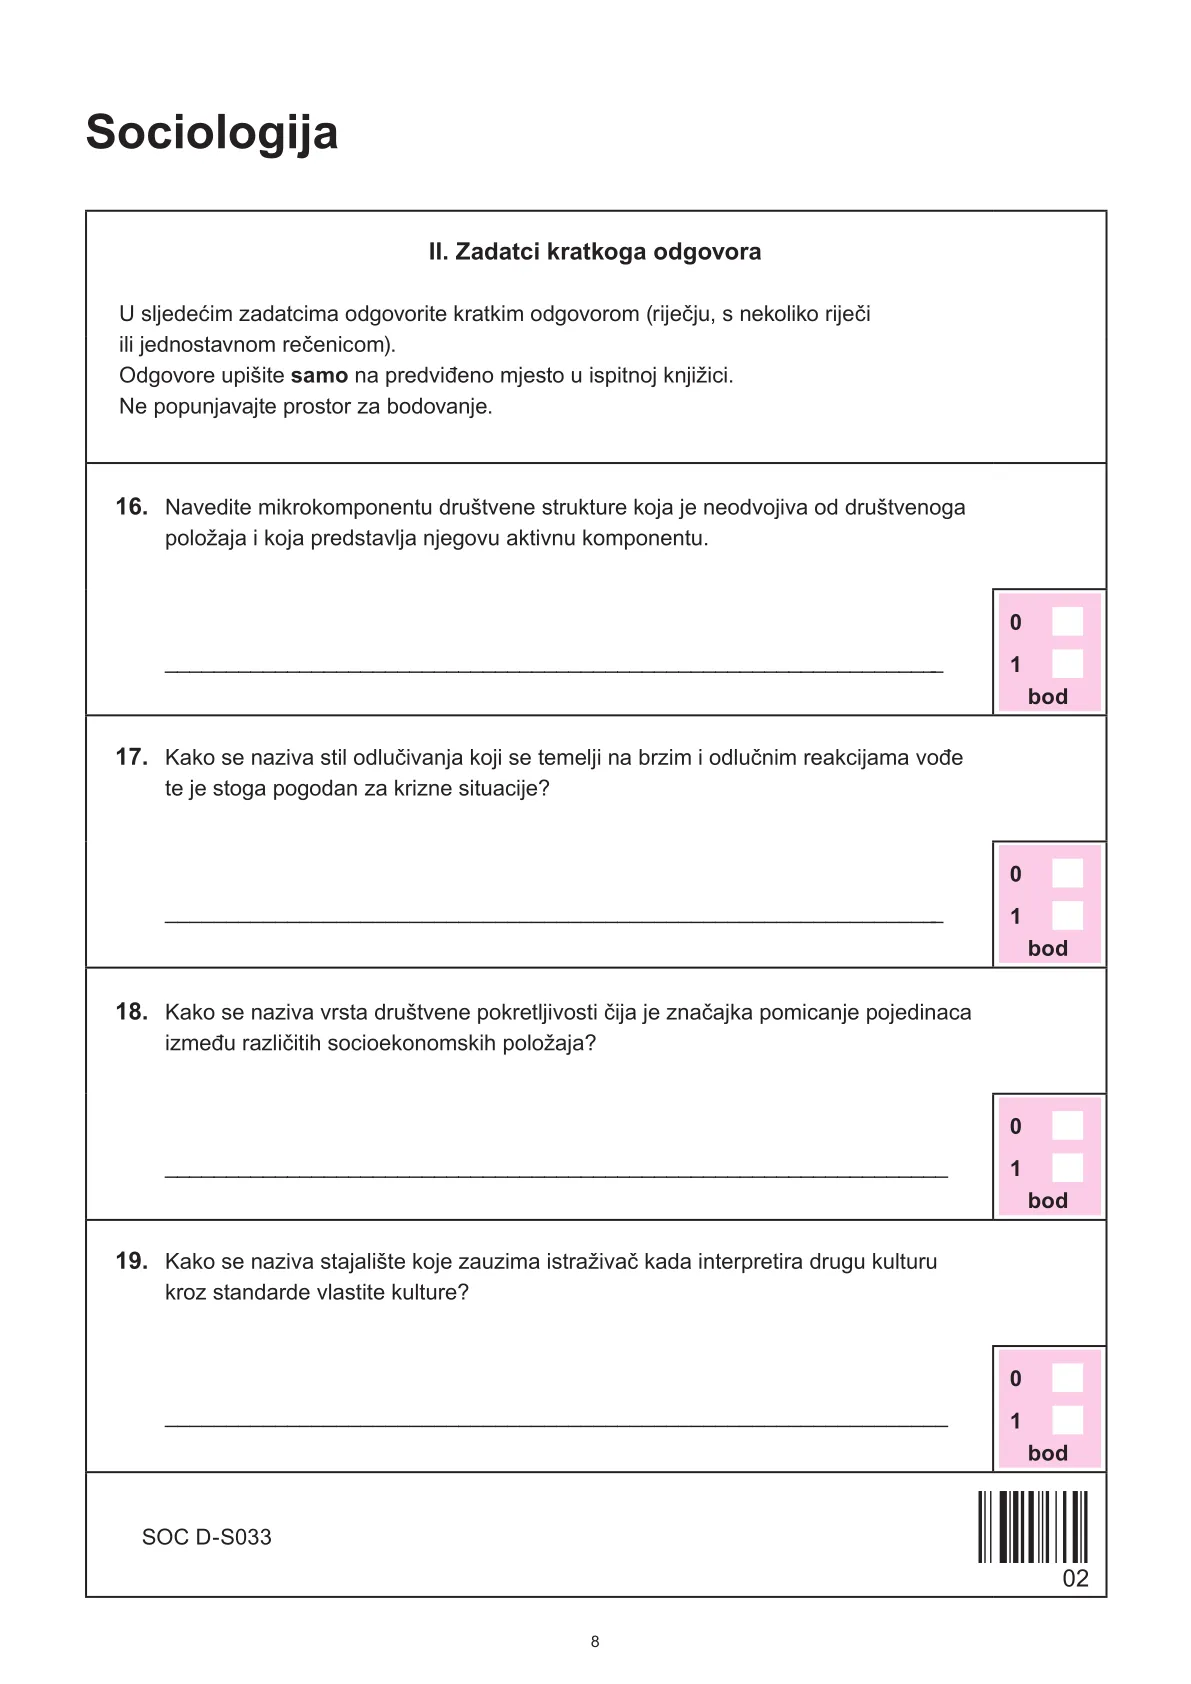 Sociologija
II. Zadatci kratkoga odgovora
U sljedećim zadatcima odgovorite kratkim odgovorom (riječju, s nekoliko riječi
ili jednostavnom rečenicom).
Odgovore upišite samo na predviđeno mjesto u ispitnoj knjižici.
Ne popunjavajte prostor za bodovanje.
16. Navedite mikrokomponentu društvene strukture koja je neodvojiva od društvenoga
položaja i koja predstavlja njegovu aktivnu komponentu.
0
1
bod
17. Kako se naziva stil odlučivanja koji se temelji na brzim i odlučnim reakcijama vođe
te je stoga pogodan za krizne situacije?
0
1
bod
18. Kako se naziva vrsta društvene pokretljivosti čija je značajka pomicanje pojedinaca
između različitih socioekonomskih položaja?
0
1
bod
19. Kako se naziva stajalište koje zauzima istraživač kada interpretira drugu kulturu
kroz standarde vlastite kulture?
0
1
bod
SOC D-S033
02
8